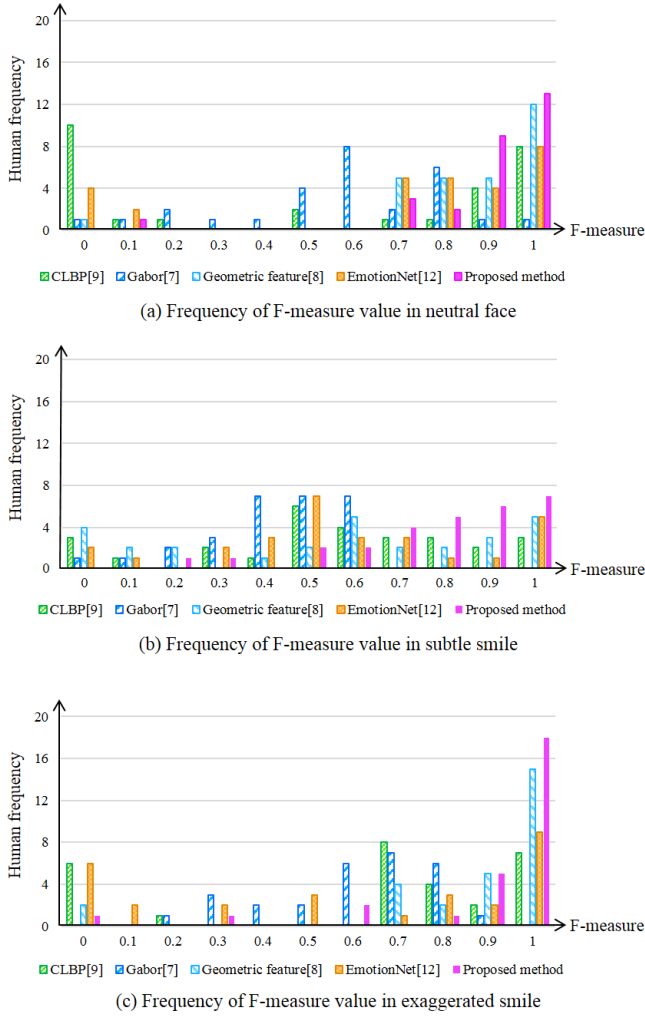 Human frequency
20
16
12
8
4
0
0 0.1 0.2 0.3 0.4 0.5 0.6 0.7 0.8 0.9 1
F-measure
CLBP[9] Gabor[7] Geometric feature[8] EmotionNet[12] Proposed method
(a) Frequency of F-measure value in neutral face
Human frequency
20
16
12
8
4
0
0 0.1 0.2 0.3 0.4 0.5 0.6 0.7 0.8 0.9 1
F-measure
CLBP[9] Gabor[7] Geometric feature[8] EmotionNet[12] Proposed method
(b) Frequency of F-measure value in subtle smile
Human frequency
20
16
12
8
4
0
0 0.1 0.2 0.3 0.4 0.5 0.6 0.7 0.8 0.9 1
F-measure
CLBP[9] Gabor[7] Geometric feature[8] EmotionNet[12] Proposed method
(c) Frequency of F-measure value in exaggerated smile